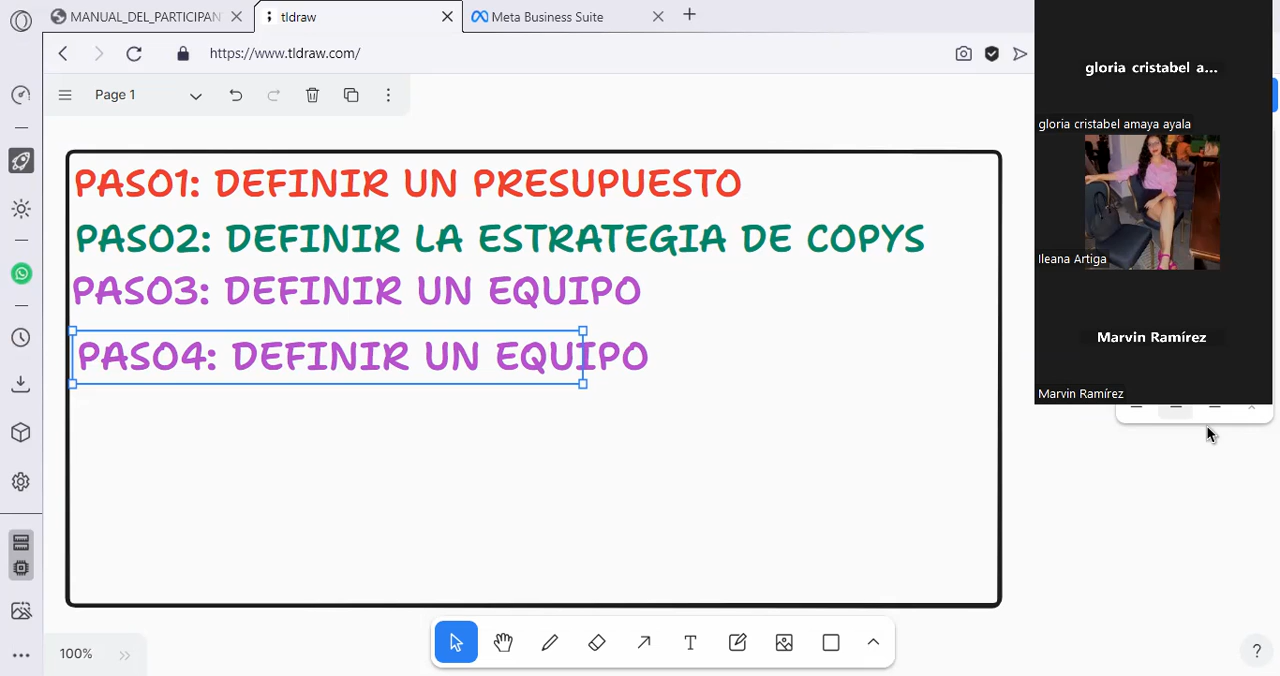 MANUAL_DEL_PARTICIPAN
tldraw
Meta Business Suite
https://www.tldraw.com/
Page 1
PASO1: DEFINIR UN PRESUPUESTO
PASO2: DEFINIR LA ESTRATEGIA DE COPYS
PASO3: DEFINIR UN EQUIPO
PASO4: DEFINIR UN EQUIPO
100%
gloria cristabel a...
gloria cristabel amaya ayala
Ileana Artiga
Marvin Ramírez
Marvin Ramírez